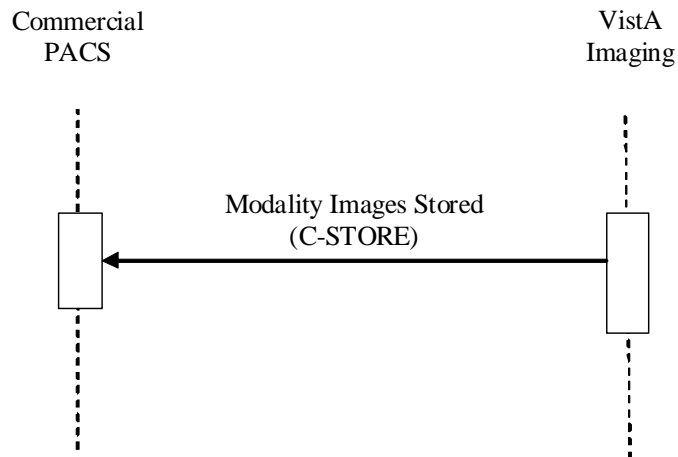 Commercial
PACS
VistA
Imaging
Modality Images Stored
(C-STORE)